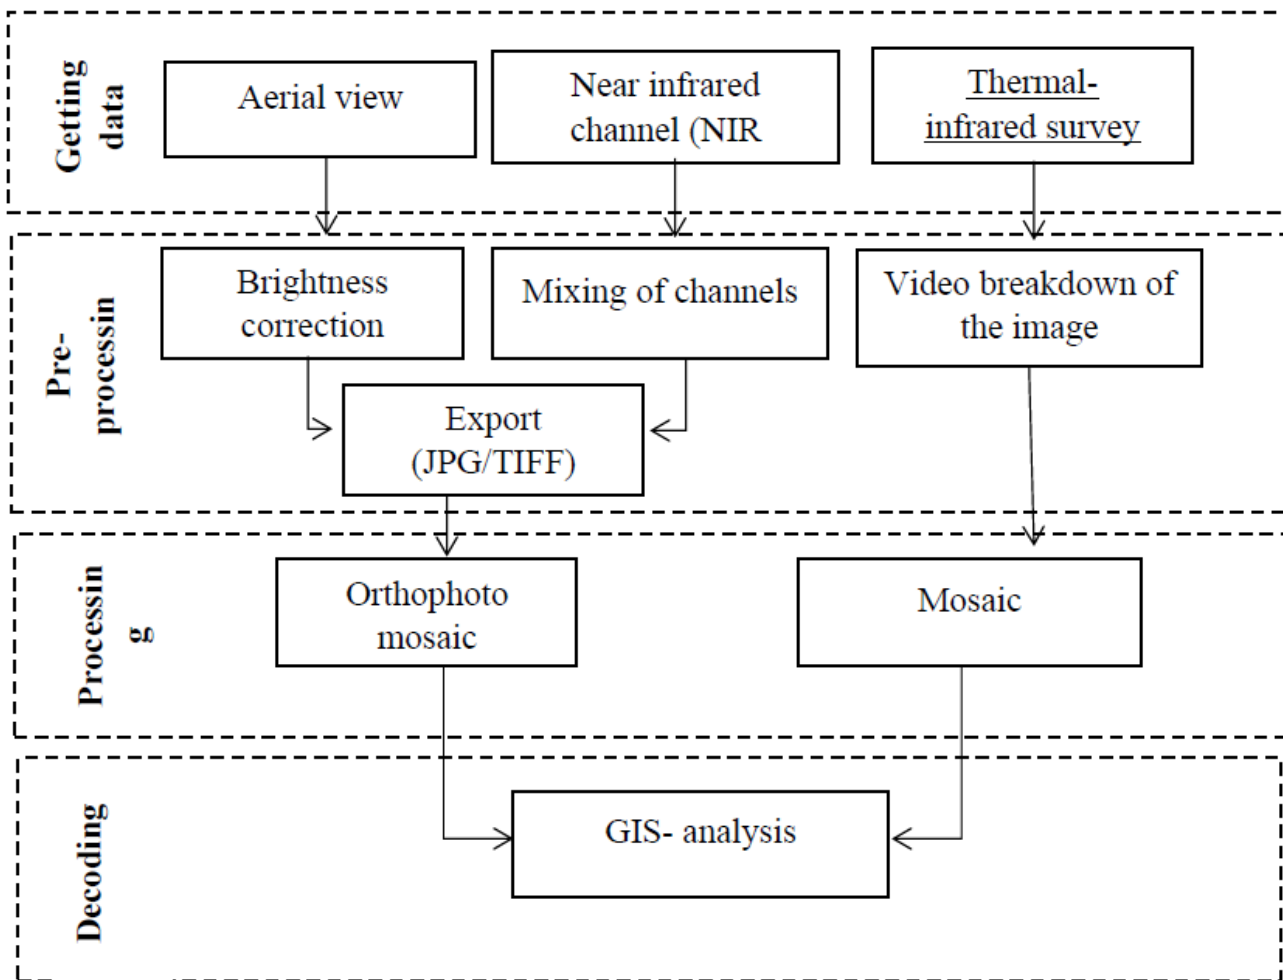 Getting
data
Aerial view
Near infrared
channel (NIR
Thermal-
infrared survey
Pre-
processin
Brightness
correction
Mixing of channels
Video breakdown of
the image
Export
(JPG/TIFF)
Processin
g
Orthophoto
mosaic
Mosaic
Decoding
GIS- analysis